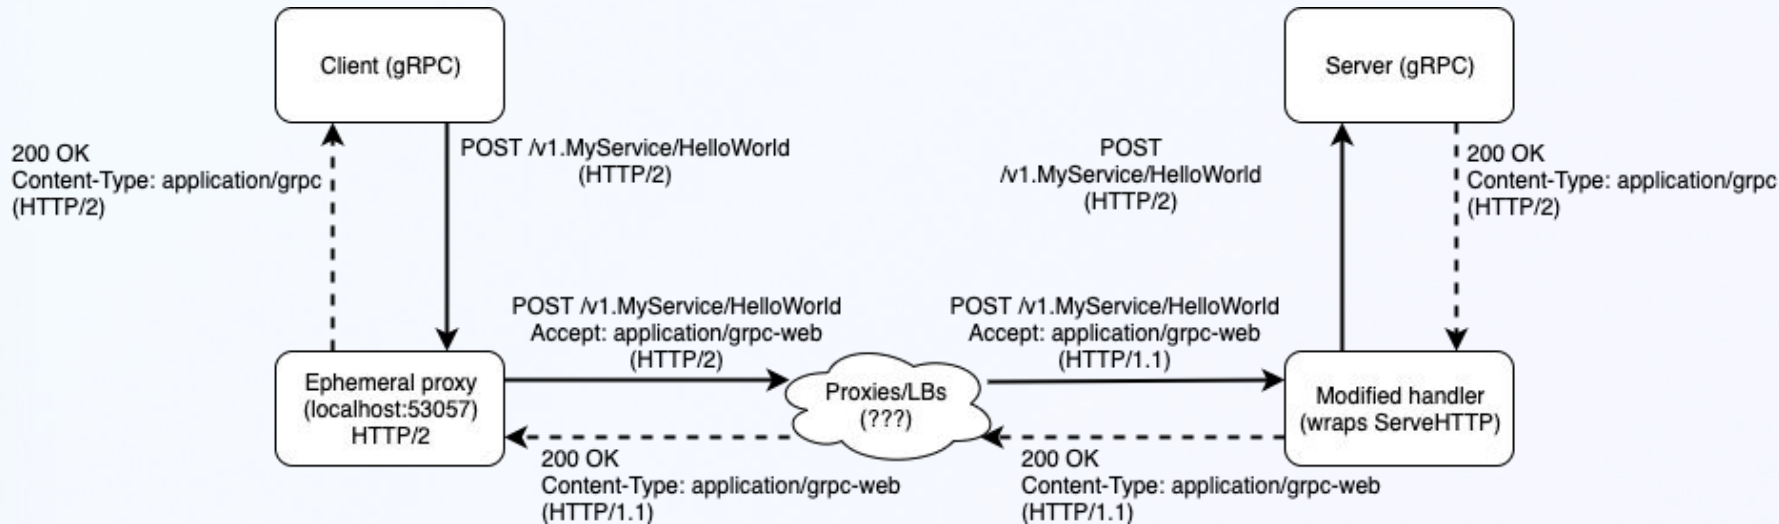 Client (gRPC)
Server (gRPC)
200 OK
Content-Type: application/grpc
(HTTP/2)
POST /v1.MyService/HelloWorld
(HTTP/2)
POST
/v1.MyService/HelloWorld
(HTTP/2)
200 OK
Content-Type: application/grpc
(HTTP/2)
POST /v1.MyService/HelloWorld
Accept: application/grpc-web
(HTTP/2)
POST /v1.MyService/HelloWorld
Accept: application/grpc-web
(HTTP/1.1)
Ephemeral proxy
(localhost:53057)
HTTP/2
Proxies/LBs
(???)
Modified handler
(wraps ServeHTTP)
200 OK
Content-Type: application/grpc-web
(HTTP/1.1)
200 OK
Content-Type: application/grpc-web
(HTTP/1.1)